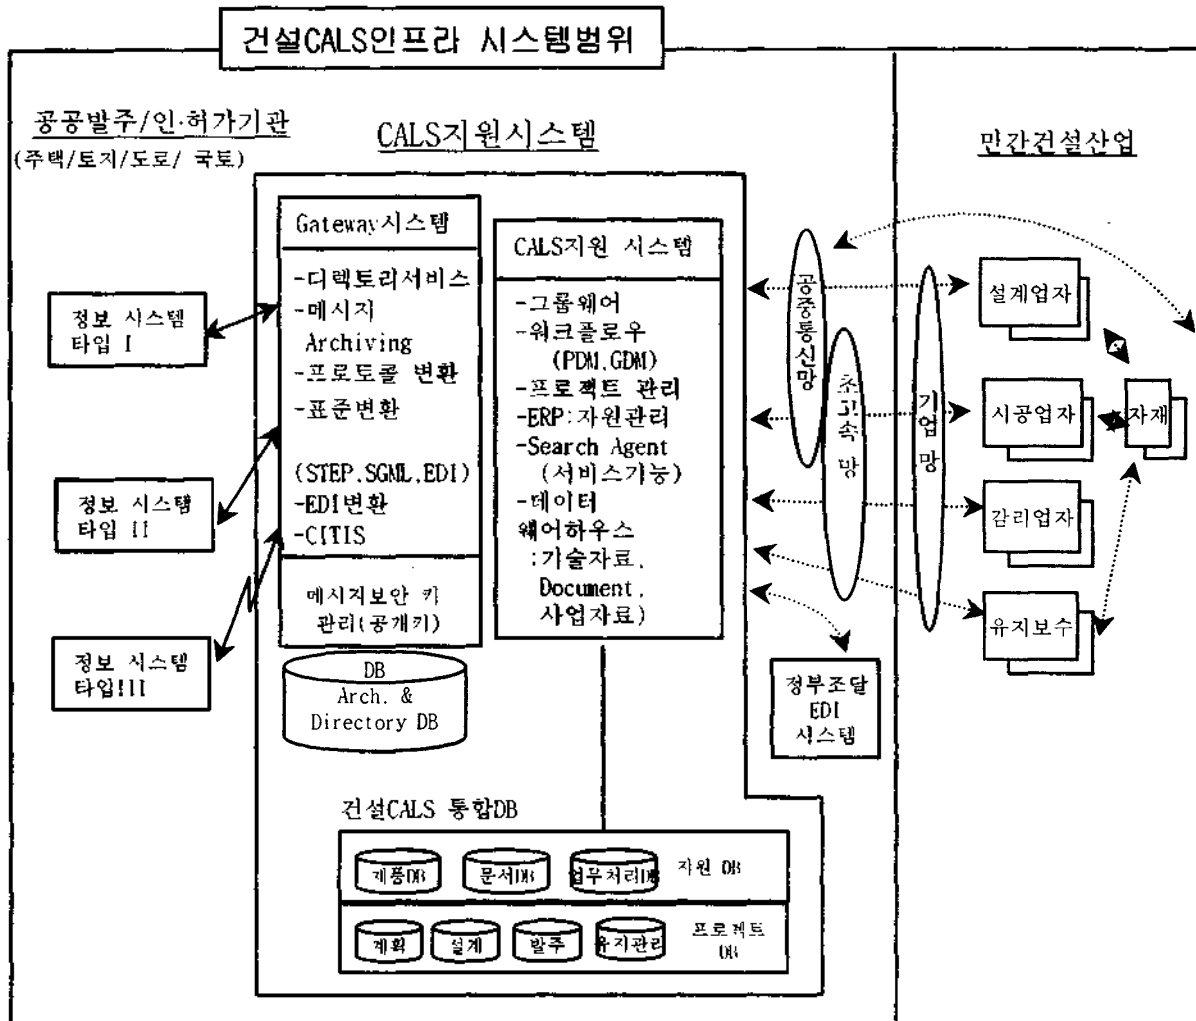 건설CALS인프라 시스템범위
공공발주/인·허가기관
(주택/토지/도로/ 국토)
CALS지원시스템
민간건설산업
정보 시스템
타입 I
정보 시스템
타입 II
정보 시스템
타입III
Gateway시스템
-디렉토리서비스
-메시지
Archiving
-프로토콜 변환
-표준변환
(STEP.SGML.EDI)
-EDI변환
-CITIS
메시지보안 키
관리(공개키)
DB
Arch. &
Directory DB
CALS지원 시스템
-그룹웨어
-워크플로우
(PDM.GDM)
-프로젝트 관리
-ERP:자원관리
-Search Agent
(서비스기능)
-데이터
웨어하우스
:기술자료.
Document.
사업자료)
공중통신망
초고속 망
기업망
설계업자
시공업자
자재
감리업자
유지보수
정부조달
EDI
시스템
건설CALS 통합DB
제품DB
문서DB
업무처리DB
자원 DB
계획
설계
발주
유지관리
프로젝트
DB